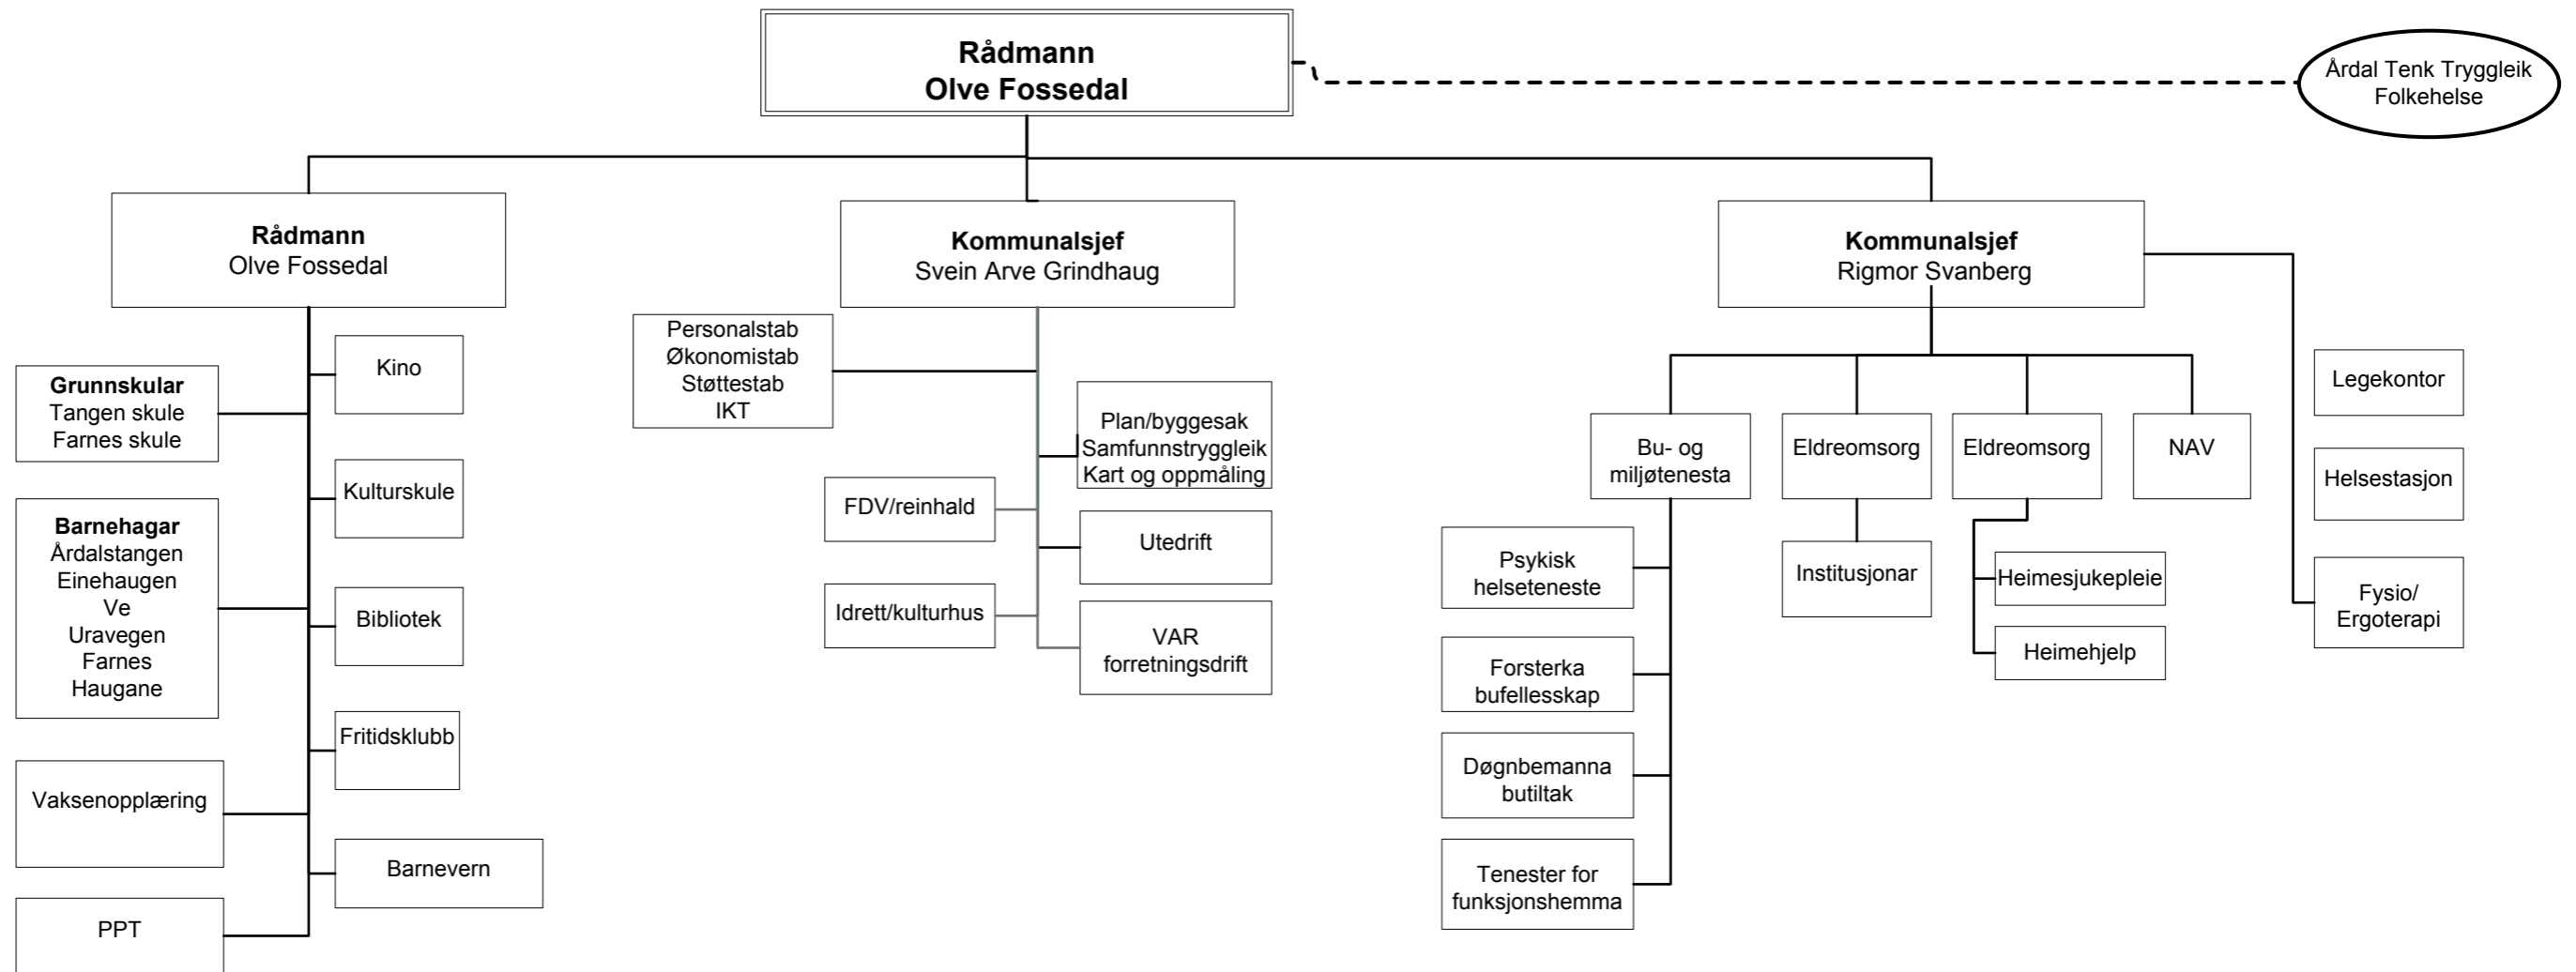 Rådmann
Olve Fossedal
Årdal Tenk Tryggleik
Folkehelse
Rådmann
Olve Fossedal
Grunnskular
Tangen skule
Farnes skule
Barnehagar
Årdalstangen
Einehaugen
Ve
Uravegen
Farnes
Haugane
Vaksenopplæring
PPT
Kino
Kulturskule
Bibliotek
Fritidsklubb
Barnevern
Kommunalsjef
Svein Arve Grindhaug
Personalstab
Økonomistab
Støttestab
IKT
FDV/reinhald
Idrett/kulturhus
Plan/byggesak
Samfunnstryggleik
Kart og oppmåling
Utedrift
VAR
forretningsdrift
Kommunalsjef
Rigmor Svanberg
Bu- og
miljøtenesta
Psykisk
helseteneste
Forsterka
bufellesskap
Døgnbemanna
butiltak
Tenester for
funksjonshemma
Eldreomsorg
Institusjonar
Eldreomsorg
Heimesjukepleie
Heimehjelp
NAV
Legekontor
Helsestasjon
Fysio/
Ergoterapi